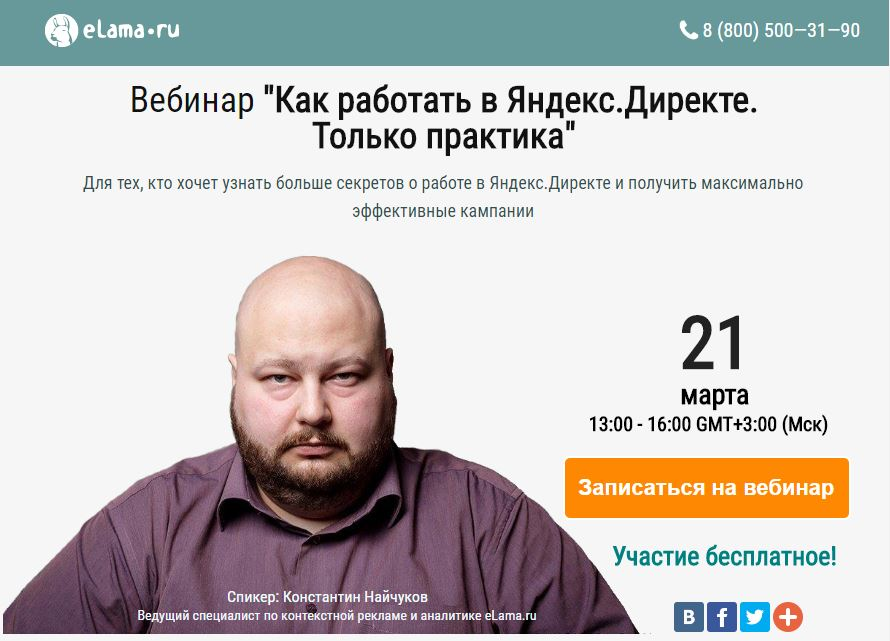 eLama.ru
8 (800) 500–31–90
Вебинар "Как работать в Яндекс.Директе.
Только практика"
Для тех, кто хочет узнать больше секретов о работе в Яндекс.Директе и получить максимально
эффективные кампании
21
марта
13:00 - 16:00 GMT+3:00 (Мск)
Записаться на вебинар
Участие бесплатное!
Спикер: Константин Найчуков
Ведущий специалист по контекстной рекламе и аналитике eLama.ru